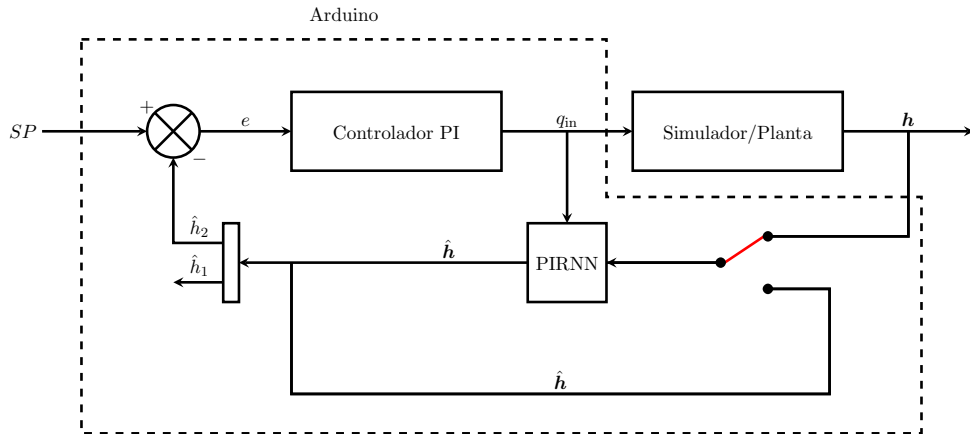 Arduino
SP
+
−
e
Controlador PI
q_in
Simulador/Planta
h
ĥ₂
ĥ₁
ĥ
PIRNN
ĥ